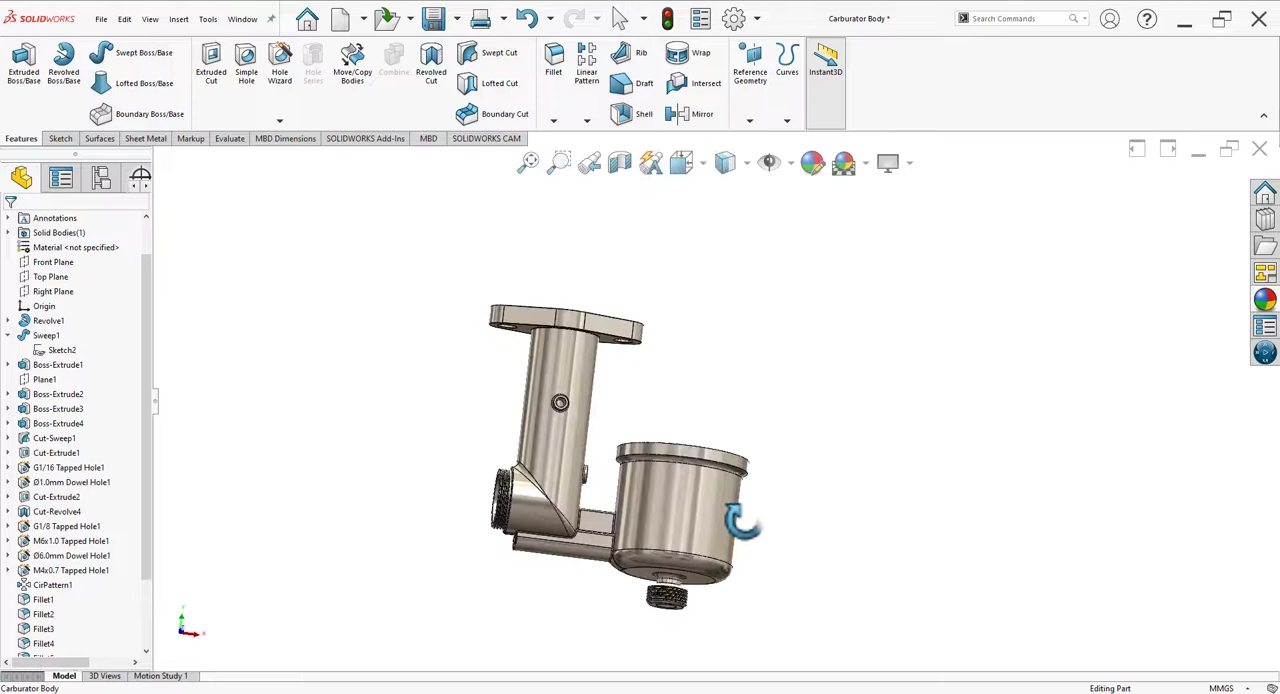 SOLIDWORKS File Edit View Insert Tools Window Carburator Body * Search Commands
Extruded Boss/Base
Revolved Boss/Base
Swept Boss/Base
Lofted Boss/Base
Boundary Boss/Base
Extruded Cut
Simple Hole
Hole Wizard
Hole Series
Move/Copy Bodies
Combine
Revolved Cut
Swept Cut
Lofted Cut
Boundary Cut
Fillet
Linear Pattern
Rib
Draft
Shell
Wrap
Intersect
Mirror
Reference Geometry
Curves
Instant3D
Features Sketch Surfaces Sheet Metal Markup Evaluate MBD Dimensions SOLIDWORKS Add-Ins MBD SOLIDWORKS CAM
Annotations
Solid Bodies(1)
Material <not specified>
Front Plane
Top Plane
Right Plane
Origin
Revolve1
Sweep1
Sketch2
Boss-Extrude1
Plane1
Boss-Extrude2
Boss-Extrude3
Boss-Extrude4
Cut-Sweep1
Cut-Extrude1
G1/16 Tapped Hole1
Ø1.0mm Dowel Hole1
Cut-Extrude2
Cut-Revolve4
G1/8 Tapped Hole1
M6x1.0 Tapped Hole1
Ø6.0mm Dowel Hole1
M4x0.7 Tapped Hole1
CirPattern1
Fillet1
Fillet2
Fillet3
Fillet4
Model 3D Views Motion Study 1
Carburator Body Editing Part MMGS